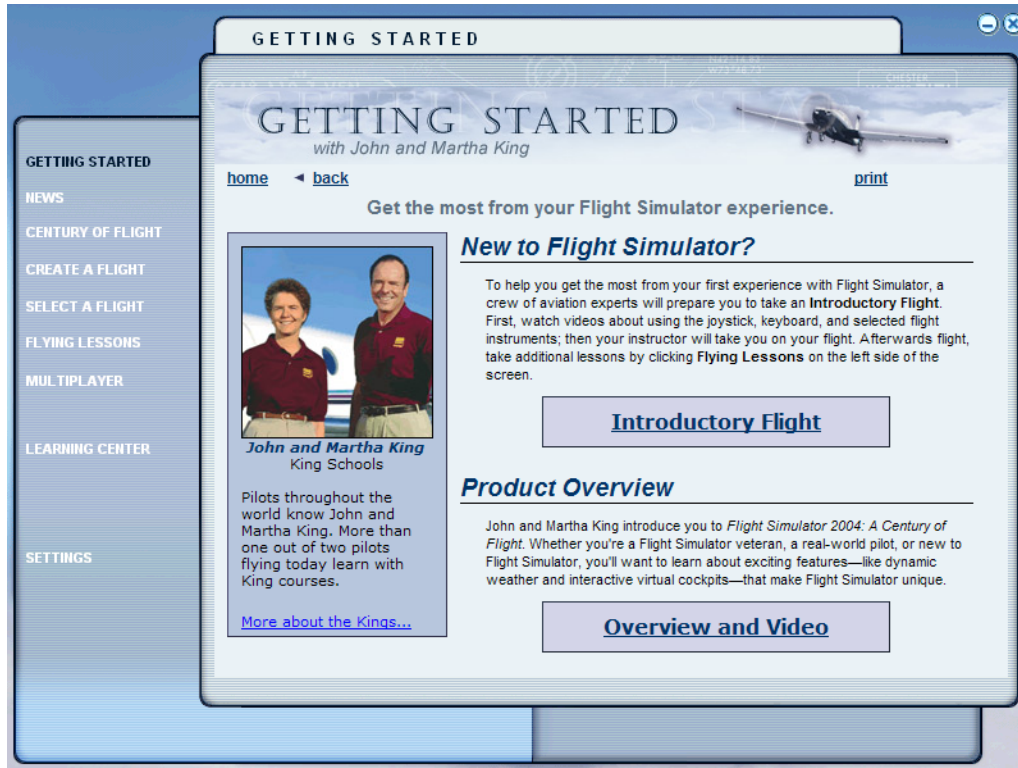 GETTING STARTED
GETTING STARTED
with John and Martha King
GETTING STARTED
NEWS
CENTURY OF FLIGHT
CREATE A FLIGHT
SELECT A FLIGHT
FLYING LESSONS
MULTIPLAYER
LEARNING CENTER
SETTINGS
home ◄ back print
Get the most from your Flight Simulator experience.
John and Martha King
King Schools
Pilots throughout the
world know John and
Martha King. More than
one out of two pilots
flying today learn with
King courses.
More about the Kings...
New to Flight Simulator?
To help you get the most from your first experience with Flight Simulator, a
crew of aviation experts will prepare you to take an Introductory Flight.
First, watch videos about using the joystick, keyboard, and selected flight
instruments; then your instructor will take you on your flight. Afterwards flight,
take additional lessons by clicking Flying Lessons on the left side of the
screen.
Introductory Flight
Product Overview
John and Martha King introduce you to Flight Simulator 2004: A Century of
Flight. Whether you're a Flight Simulator veteran, a real-world pilot, or new to
Flight Simulator, you'll want to learn about exciting features—like dynamic
weather and interactive virtual cockpits—that make Flight Simulator unique.
Overview and Video